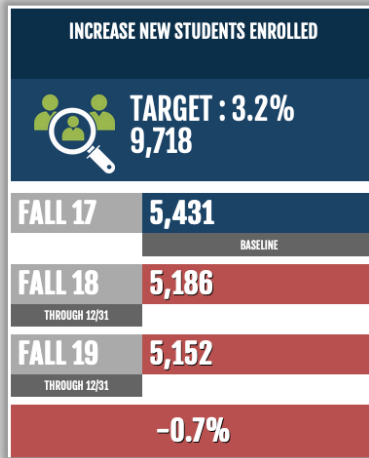 INCREASE NEW STUDENTS ENROLLED
TARGET : 3.2%
9,718
FALL 17 5,431
BASELINE
FALL 18 5,186
THROUGH 12/31
FALL 19 5,152
THROUGH 12/31
-0.7%